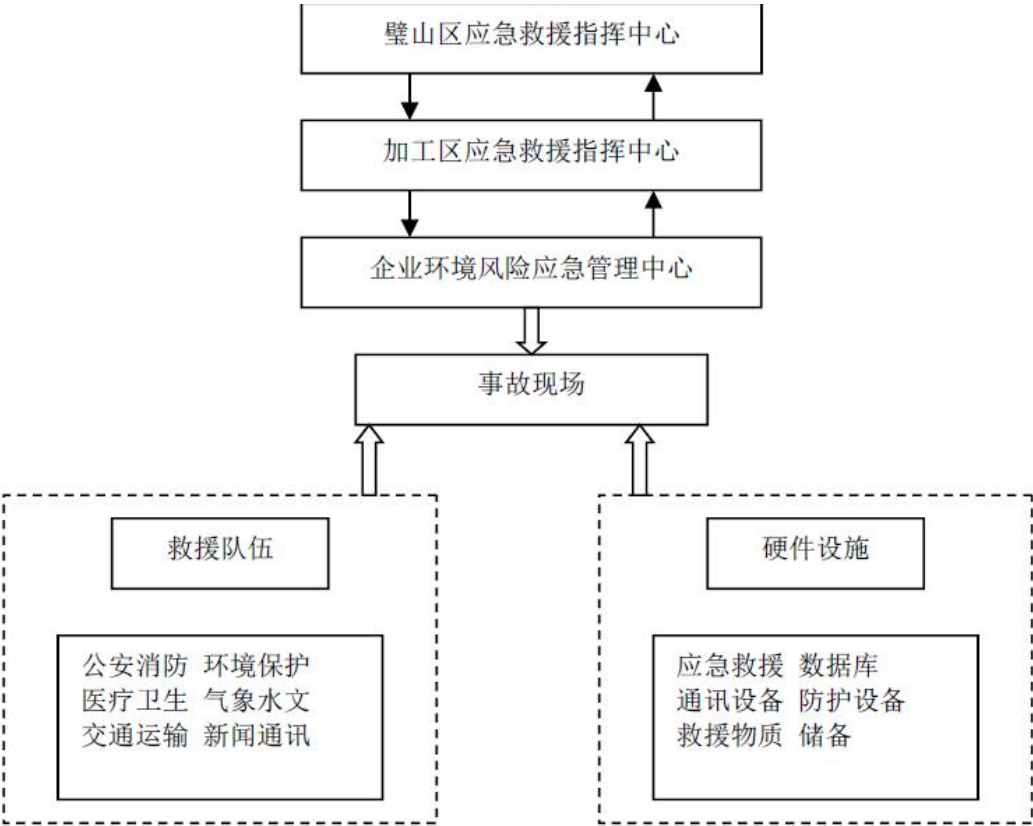 璧山区应急救援指挥中心
加工区应急救援指挥中心
企业环境风险应急管理中心
事故现场
救援队伍
公安消防 环境保护
医疗卫生 气象水文
交通运输 新闻通讯
硬件设施
应急救援 数据库
通讯设备 防护设备
救援物质 储备